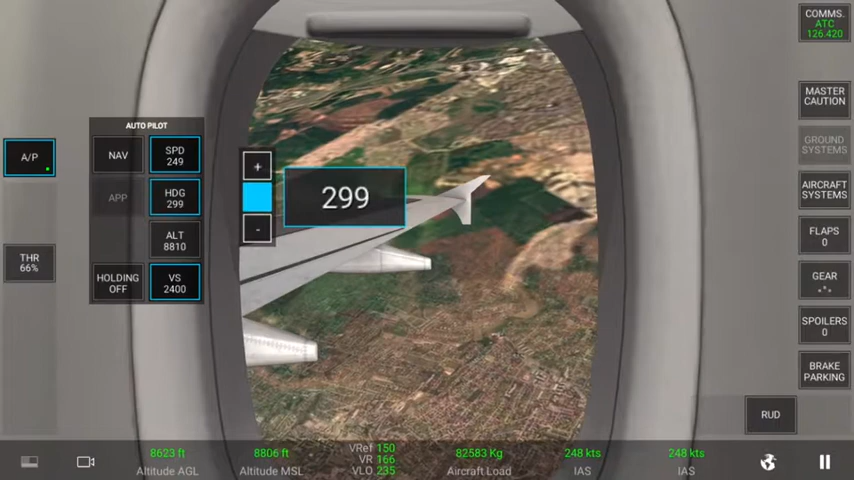 COMMS.
ATC
126.420
MASTER
CAUTION
GROUND
SYSTEMS
AIRCRAFT
SYSTEMS
FLAPS
0
GEAR
SPOILERS
0
BRAKE
PARKING
RUD
AUTO PILOT
A/P
NAV
SPD
249
APP
HDG
299
ALT
8810
HOLDING
OFF
VS
2400
THR
66%
+
299
-
8623 ft
Altitude AGL
8806 ft
Altitude MSL
VRef 150
VR 166
VLO 235
82583 Kg
Aircraft Load
248 kts
IAS
248 kts
IAS